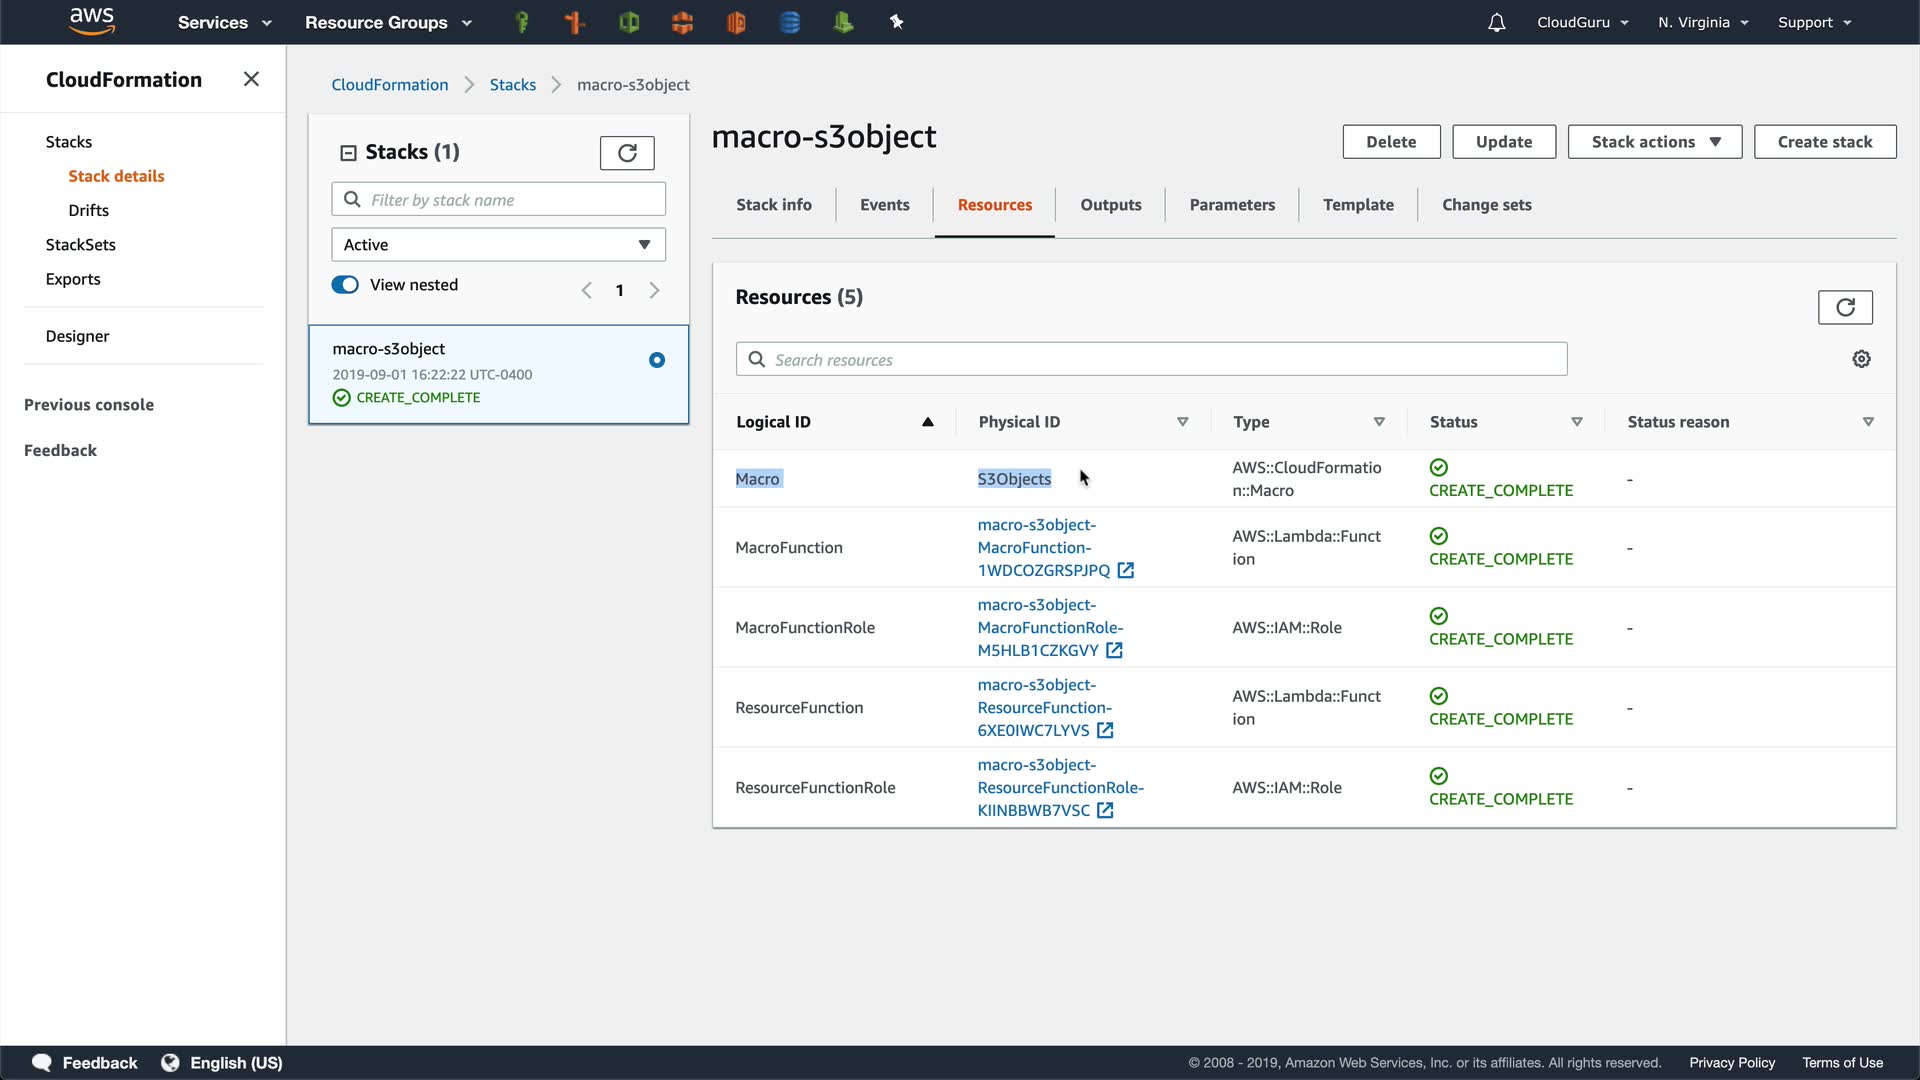 aws Services Resource Groups CloudGuru N. Virginia Support
CloudFormation
Stacks
Stack details
Drifts
StackSets
Exports
Designer
Previous console
Feedback
CloudFormation Stacks macro-s3object
Stacks (1)
Filter by stack name
Active
View nested 1
macro-s3object
2019-09-01 16:22:22 UTC-0400
CREATE_COMPLETE
macro-s3object
Delete Update Stack actions Create stack
Stack info Events Resources Outputs Parameters Template Change sets
Resources (5)
Search resources
Logical ID Physical ID Type Status Status reason
Macro S3Objects AWS::CloudFormatio
n::Macro CREATE_COMPLETE -
macro-s3object-
MacroFunction MacroFunction- AWS::Lambda::Funct
1WDCOZGRSPJPQ ion CREATE_COMPLETE -
macro-s3object-
MacroFunctionRole MacroFunctionRole- AWS::IAM::Role CREATE_COMPLETE -
M5HLB1CZKGVY
macro-s3object-
ResourceFunction ResourceFunction- AWS::Lambda::Funct
6XE0IWC7LYVS ion CREATE_COMPLETE -
macro-s3object-
ResourceFunctionRole ResourceFunctionRole- AWS::IAM::Role CREATE_COMPLETE -
KIINBBWB7VSC
Feedback English (US) © 2008 - 2019, Amazon Web Services, Inc. or its affiliates. All rights reserved. Privacy Policy Terms of Use